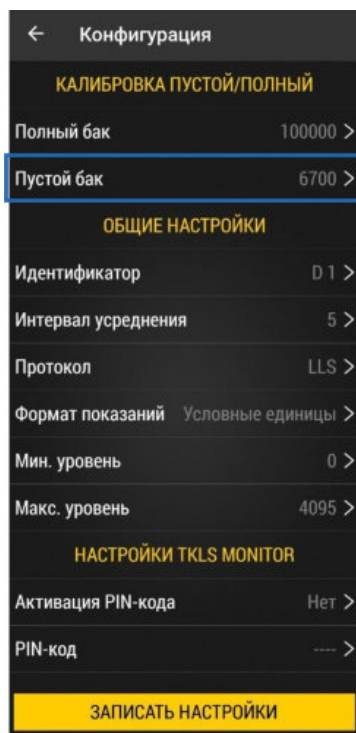 ← Конфигурация
КАЛИБРОВКА ПУСТОЙ/ПОЛНЫЙ
Полный бак 100000 >
Пустой бак 6700 >
ОБЩИЕ НАСТРОЙКИ
Идентификатор D 1 >
Интервал усреднения 5 >
Протокол LLS >
Формат показаний Условные единицы >
Мин. уровень 0 >
Макс. уровень 4095 >
НАСТРОЙКИ TKLS MONITOR
Активация PIN-кода Нет >
PIN-код ---- >
ЗАПИСАТЬ НАСТРОЙКИ